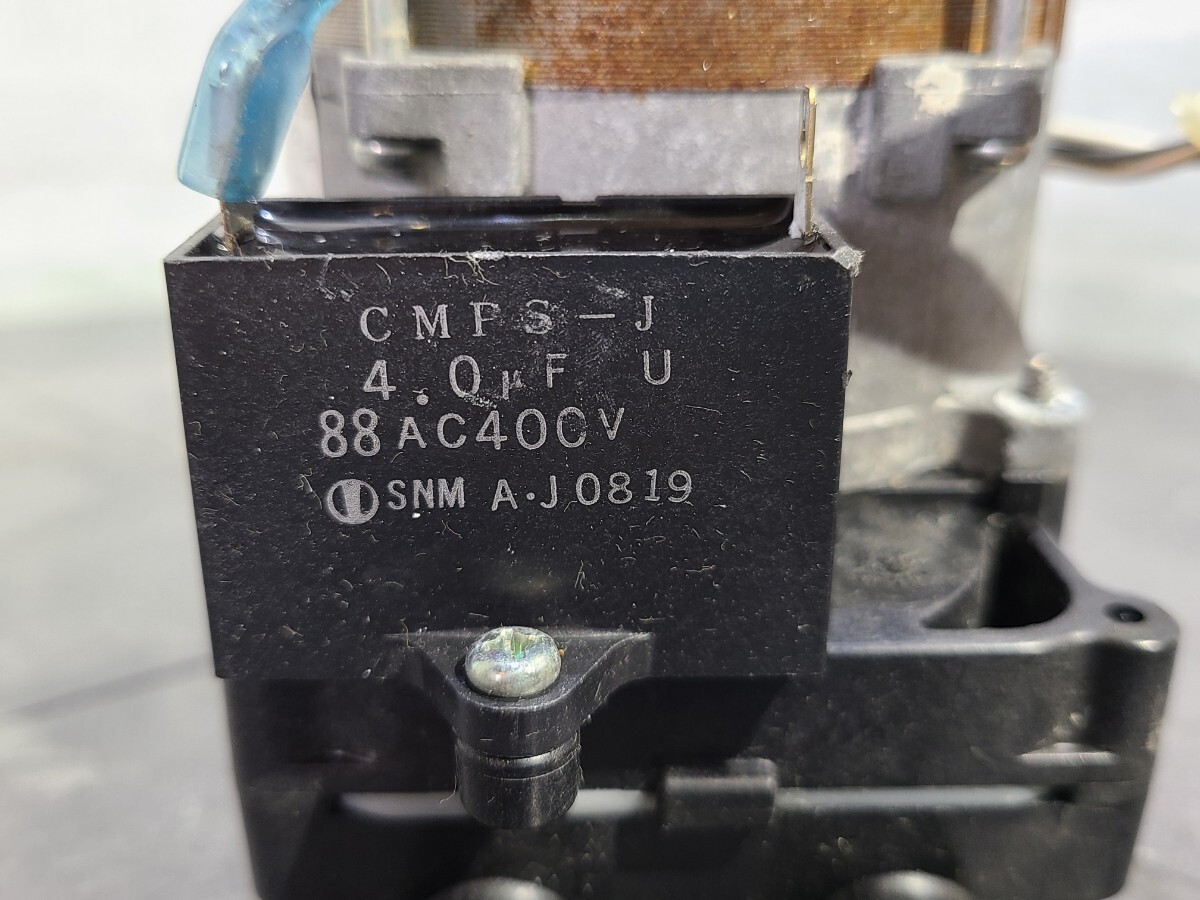 CMPS-J
4.0μF U
88 AC400V
SNM A·J0819